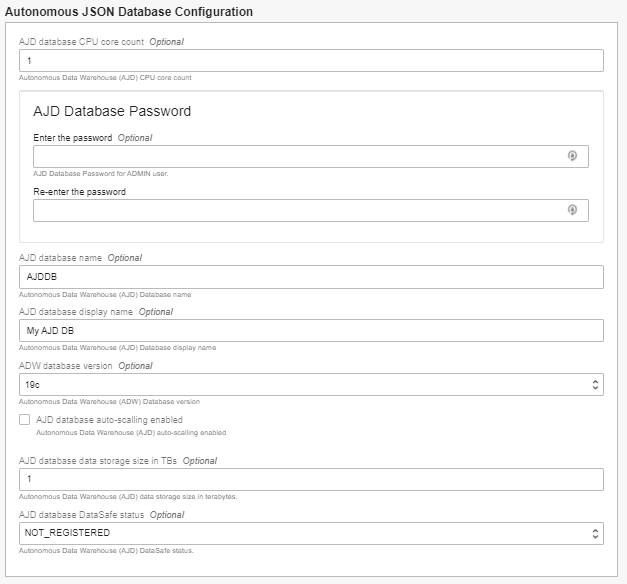 Autonomous JSON Database Configuration
AJD database CPU core count Optional
1
Autonomous Data Warehouse (AJD) CPU core count
AJD Database Password
Enter the password Optional
AJD Database Password for ADMIN user.
Re-enter the password
AJD database name Optional
AJDDB
Autonomous Data Warehouse (AJD) Database name
AJD database display name Optional
My AJD DB
Autonomous Data Warehouse (AJD) Database display name
ADW database version Optional
19c
Autonomous Data Warehouse (ADW) Database version
AJD database auto-scalling enabled
Autonomous Data Warehouse (AJD) auto-scalling enabled
AJD database data storage size in TBs Optional
1
Autonomous Data Warehouse (AJD) data storage size in terabytes.
AJD database DataSafe status Optional
NOT_REGISTERED
Autonomous Data Warehouse (AJD) DataSafe status.